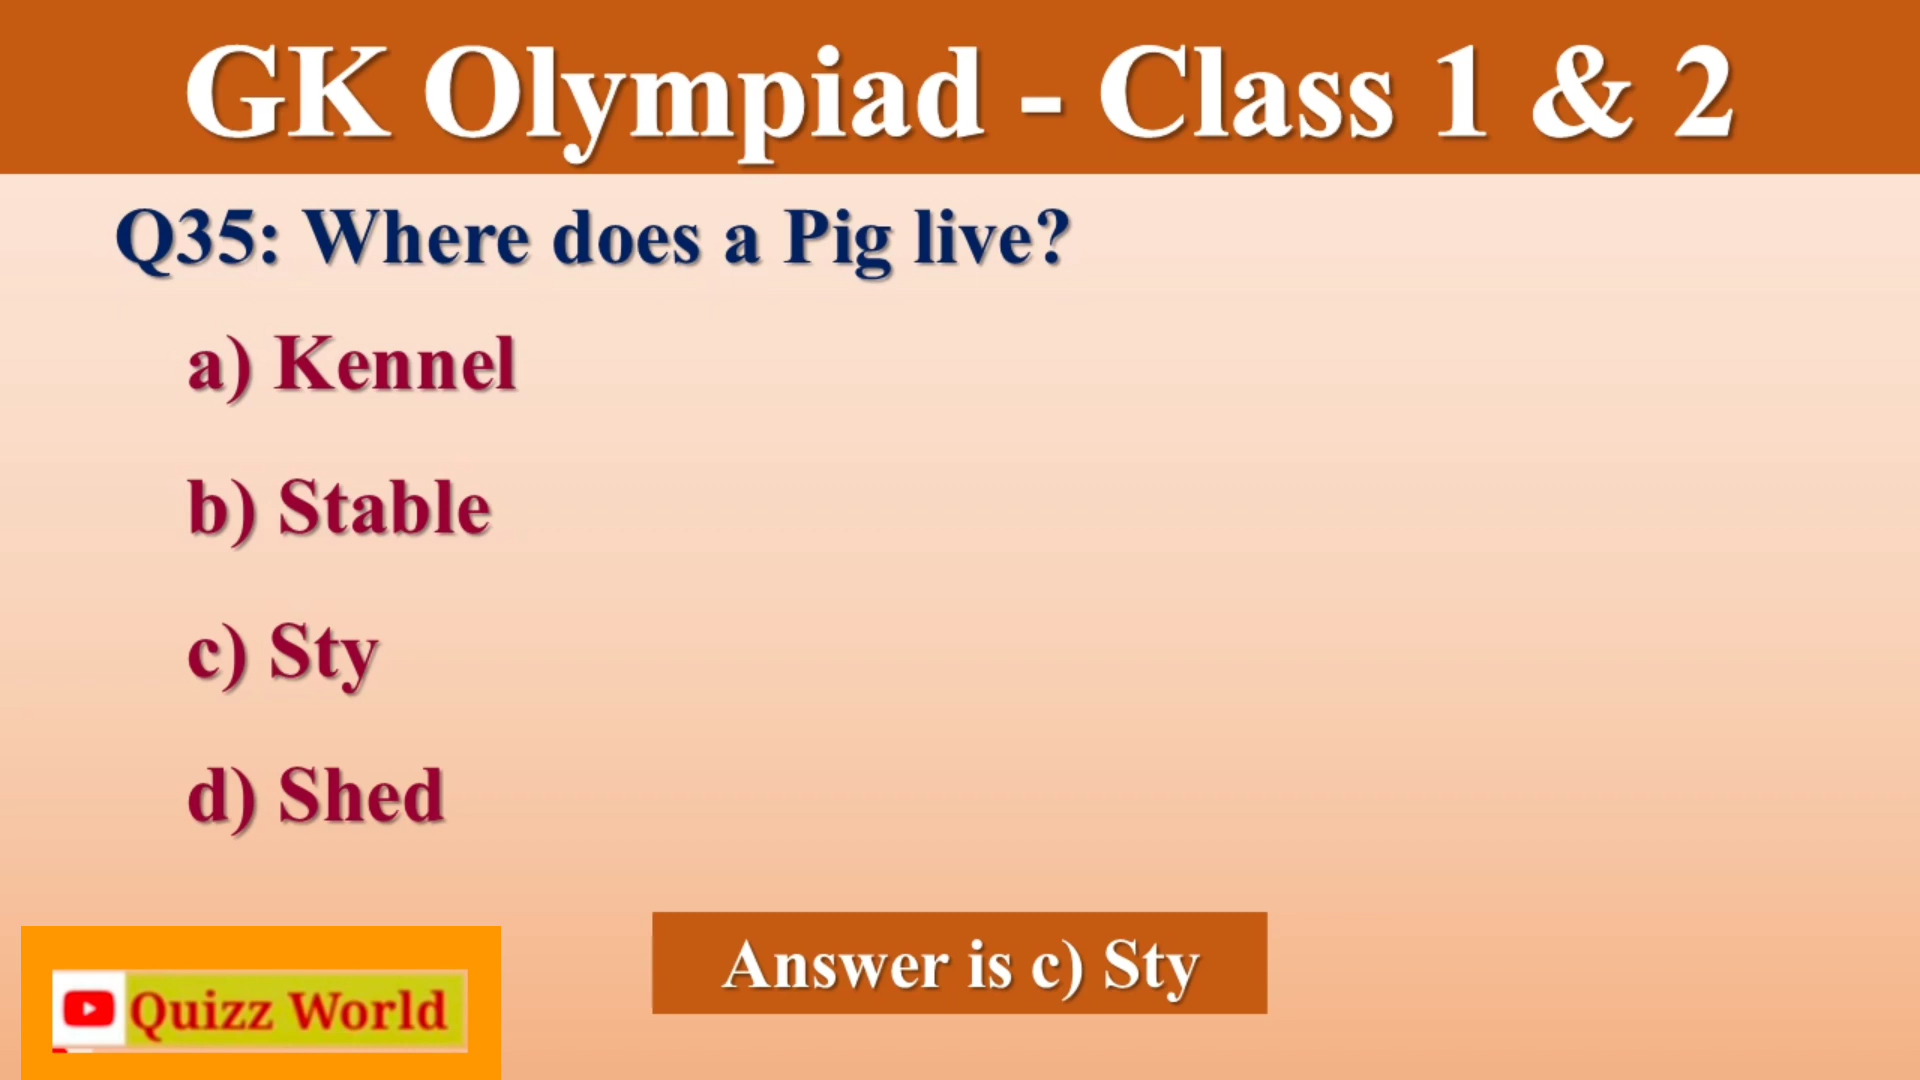 GK Olympiad - Class 1 & 2
Q35: Where does a Pig live?
a) Kennel
b) Stable
c) Sty
d) Shed
Answer is c) Sty
Quizz World